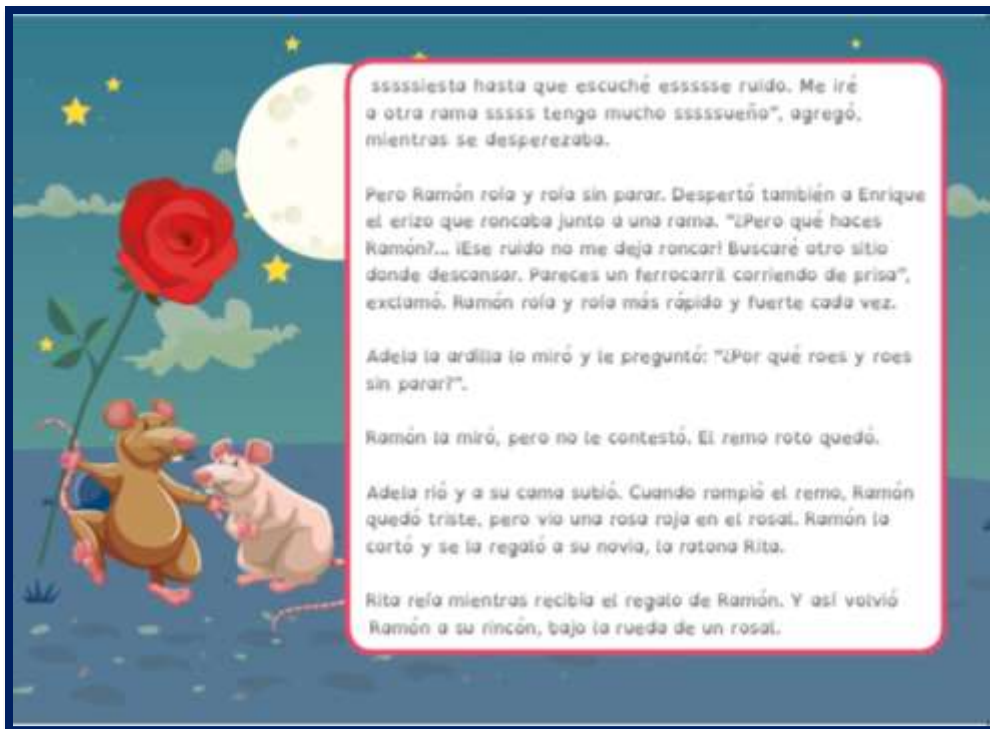 sssssiesta hasta que escuché essssse ruido. Me iré
a otra rama sssss tengo mucho sssssueño”, agregó,
mientras se desperezaba.
Pero Ramón roía y roía sin parar. Despertó también a Enrique
el erizo que roncaba junto a una rama. “¿Pero qué haces
Ramón?... ¡Ese ruido no me deja roncar! Buscaré otro sitio
donde descansar. Pareces un ferrocarril corriendo de prisa”,
exclamó. Ramón roía y roía más rápido y fuerte cada vez.
Adela la ardilla lo miró y le preguntó: “¿Por qué roes y roes
sin parar?”.
Ramón la miró, pero no le contestó. El remo roto quedó.
Adela rió y a su cama subió. Cuando rompió el remo, Ramón
quedó triste, pero vio una rosa roja en el rosal. Ramón la
cortó y se la regaló a su novia, la ratona Rita.
Rita reía mientras recibía el regalo de Ramón. Y así volvió
Ramón a su rincón, bajo la rueda de un rosal.